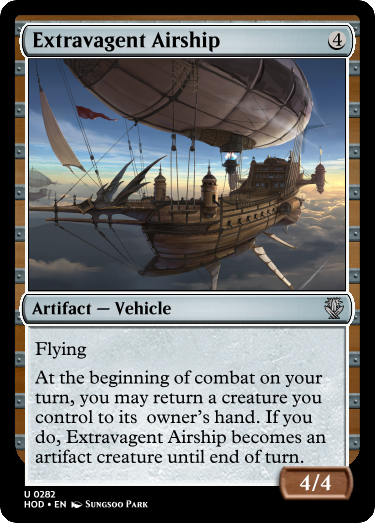 Extravagent Airship 4
Artifact — Vehicle
Flying
At the beginning of combat on your
turn, you may return a creature you
control to its  owner's hand. If you
do, Extravagent Airship becomes an
artifact creature until end of turn.
4/4
U 0282
HOD • EN Sungsoo Park